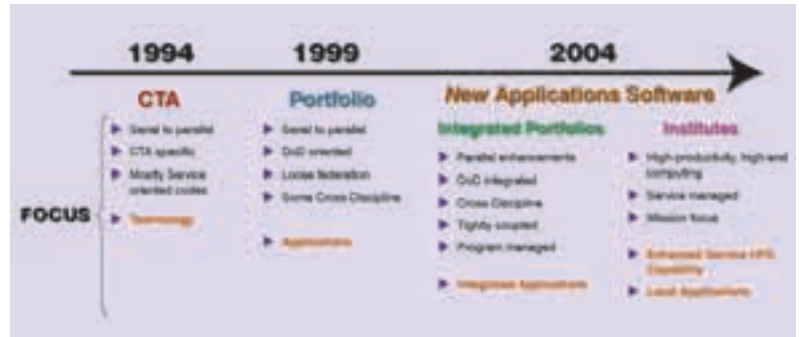 1994
1999
2004
CTA
Portfolio
New Applications Software
FOCUS
Serial to parallel
CTA specific
Mostly Service
oriented codes
Technology
Serial to parallel
DoD oriented
Loose federation
Some Cross Discipline
Applications
Integrated Portfolios
Parallel enhancements
DoD integrated
Cross Discipline
Tightly coupled
Program managed
Integrated Applications
Institutes
High-productivity, high-end
computing
Service managed
Mission focus
Enhanced Service HPC
Capability
Local Applications